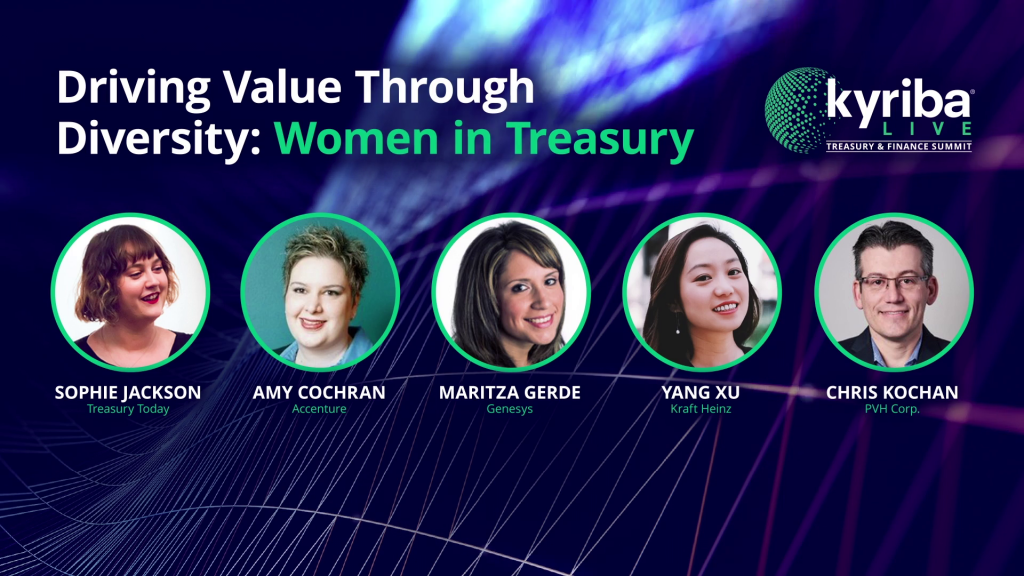 Driving Value Through
Diversity: Women in Treasury
kyriba®
LIVE
TREASURY & FINANCE SUMMIT
SOPHIE JACKSON
Treasury Today
AMY COCHRAN
Accenture
MARITZA GERDE
Genesys
YANG XU
Kraft Heinz
CHRIS KOCHAN
PVH Corp.